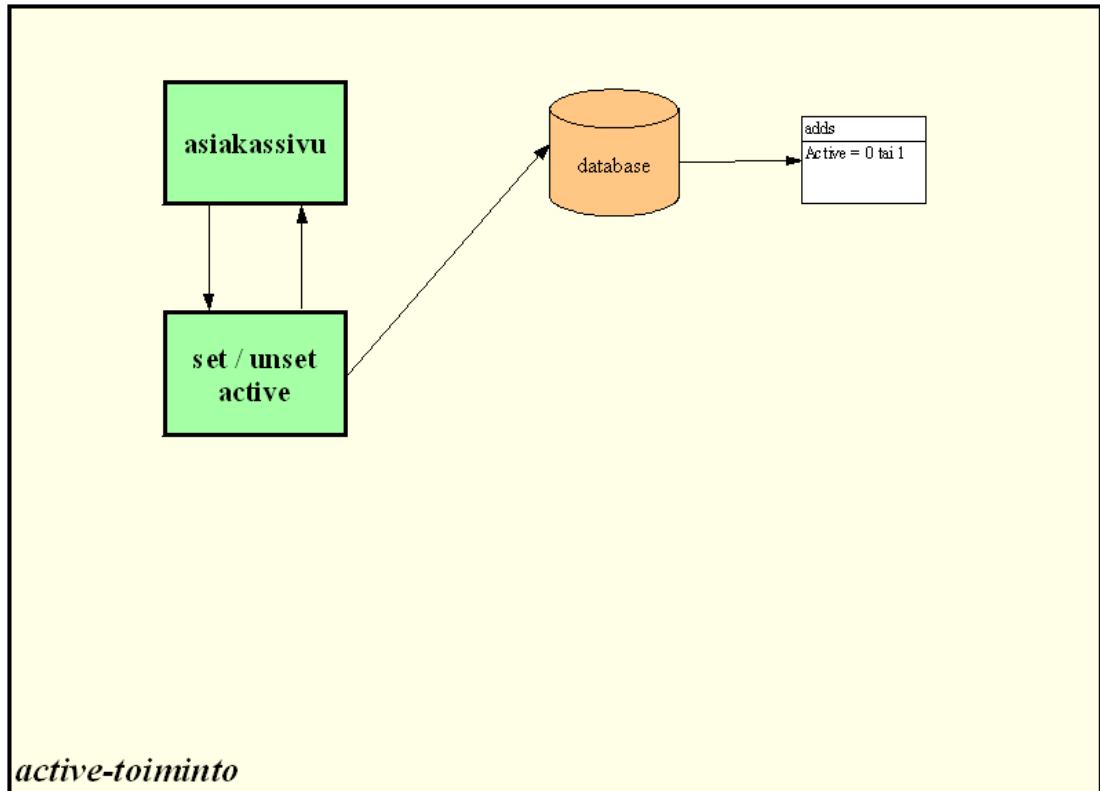 asiakassivu
set / unset
active
database
adds
Active = 0 tai 1
active-toiminto